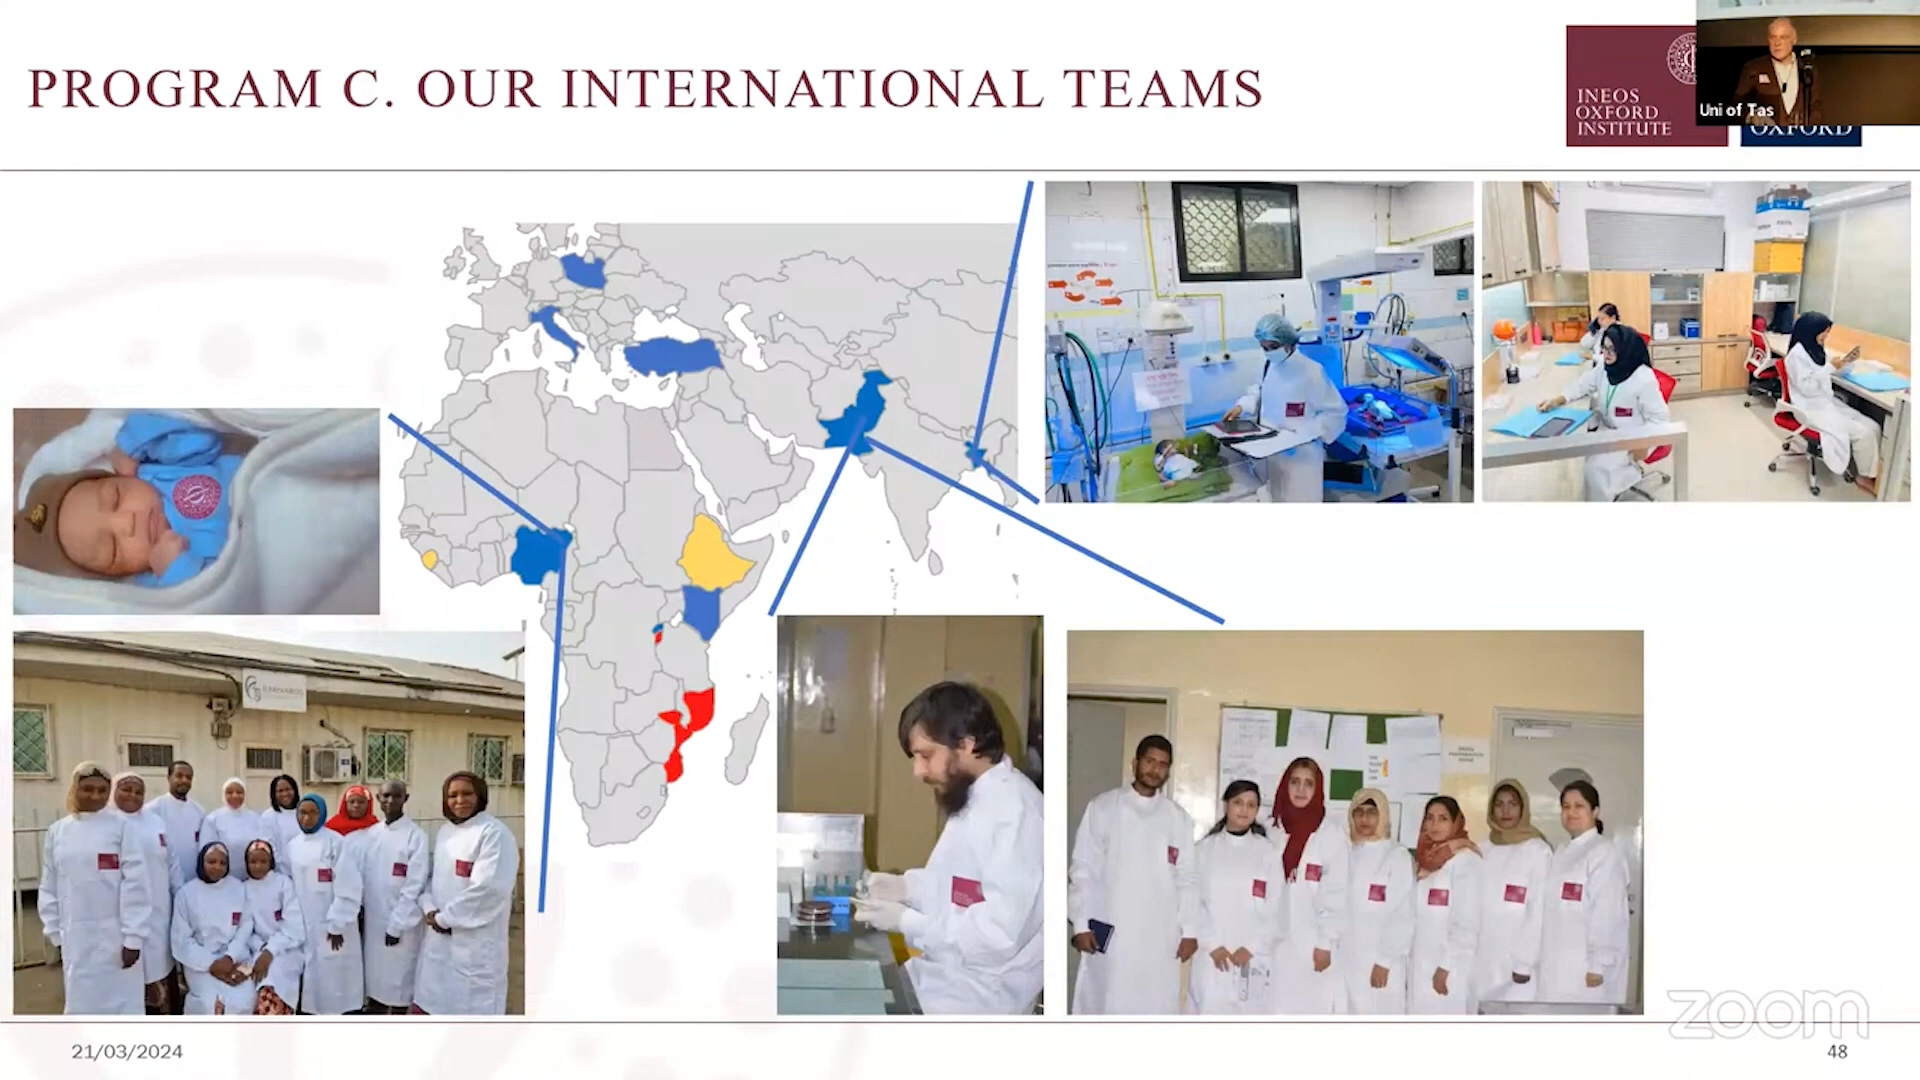 PROGRAM C. OUR INTERNATIONAL TEAMS
INEOS
OXFORD
INSTITUTE
OXFORD
Uni of Tas
zoom
21/03/2024
48